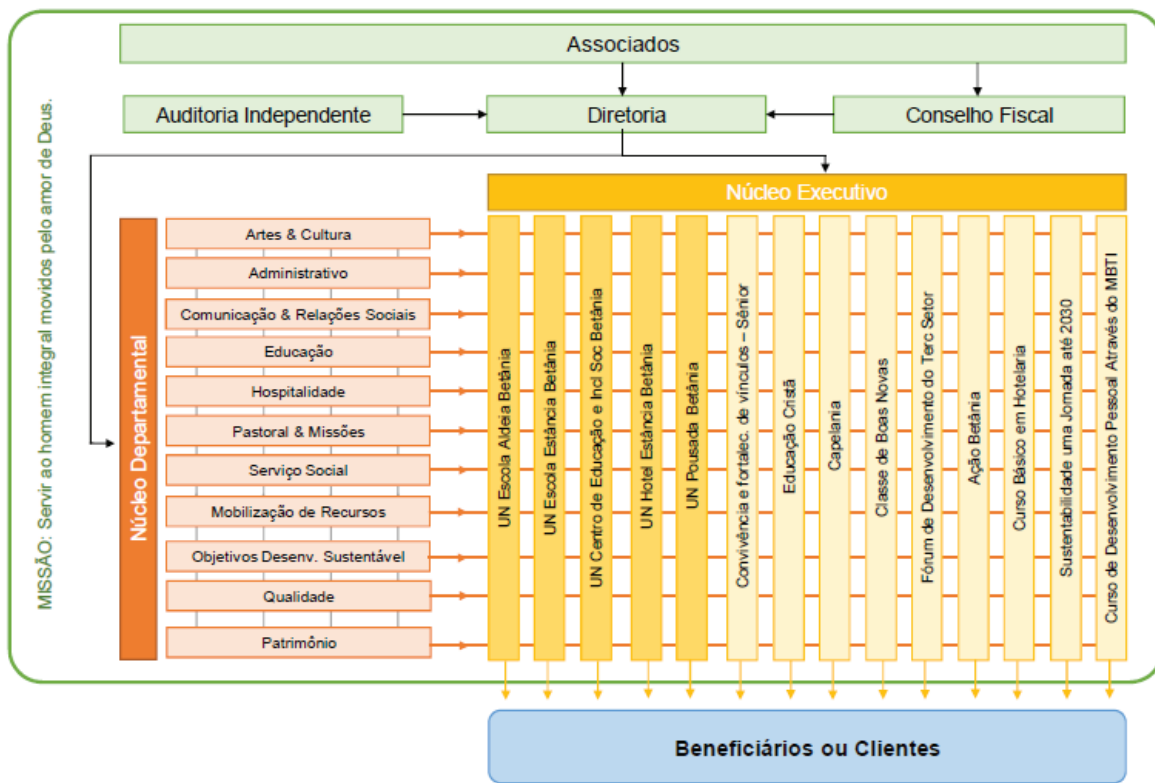 MISSÃO: Servir ao homem integral movidos pelo amor de Deus.
Associados
Auditoria Independente
Diretoria
Conselho Fiscal
Núcleo Executivo
Núcleo Departamental
Artes & Cultura
Administrativo
Comunicação & Relações Sociais
Educação
Hospitalidade
Pastoral & Missões
Serviço Social
Mobilização de Recursos
Objetivos Desenv. Sustentável
Qualidade
Patrimônio
UN Escola Aldeia Betânia
UN Escola Estância Betânia
UN Centro de Educação e Incl Soc Betânia
UN Hotel Estância Betânia
UN Pousada Betânia
Convivência e fortalec. de vínculos – Sênior
Educação Cristã
Capelania
Classe de Boas Novas
Fórum de Desenvolvimento do Terc Setor
Ação Betânia
Curso Básico em Hotelaria
Sustentabilidade uma Jornada até 2030
Curso de Desenvolvimento Pessoal Através do MBTI
Beneficiários ou Clientes